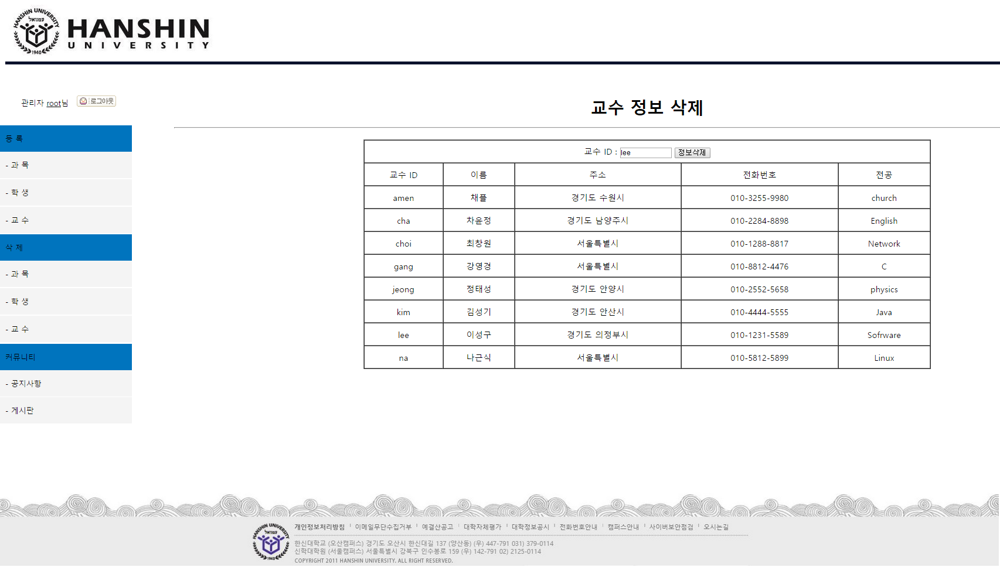 HANSHIN UNIVERSITY
עמנואל
1940
HANSHIN
UNIVERSITY
관리자 root님 로그아웃
등 록
- 과 목
- 학 생
- 교 수
삭 제
- 과 목
- 학 생
- 교 수
커뮤니티
- 공지사항
- 게시판
교수 정보 삭제
교수 ID : lee 정보삭제
교수 ID 이름 주소 전화번호 전공
amen 채플 경기도 수원시 010-3255-9980 church
cha 차윤정 경기도 남양주시 010-2284-8898 English
choi 최창원 서울특별시 010-1288-8817 Network
gang 강영경 서울특별시 010-8812-4476 C
jeong 정태성 경기도 안양시 010-2552-5658 physics
kim 김성기 경기도 안산시 010-4444-5555 Java
lee 이성구 경기도 의정부시 010-1231-5589 Sofrware
na 나근식 서울특별시 010-5812-5899 Linux
HANSHIN UNIVERSITY
עמנואל
1940
개인정보처리방침 이메일무단수집거부 예결산공고 대학자체평가 대학정보공시 전화번호안내 캠퍼스안내 사이버보안점검 오시는길
한신대학교 (오산캠퍼스) 경기도 오산시 한신대길 137 (양산동) (우) 447-791 031) 379-0114
신학대학원 (서울캠퍼스) 서울특별시 강북구 인수봉로 159 (우) 142-791 02) 2125-0114
COPYRIGHT 2011 HANSHIN UNIVERSITY. ALL RIGHT RESERVED.